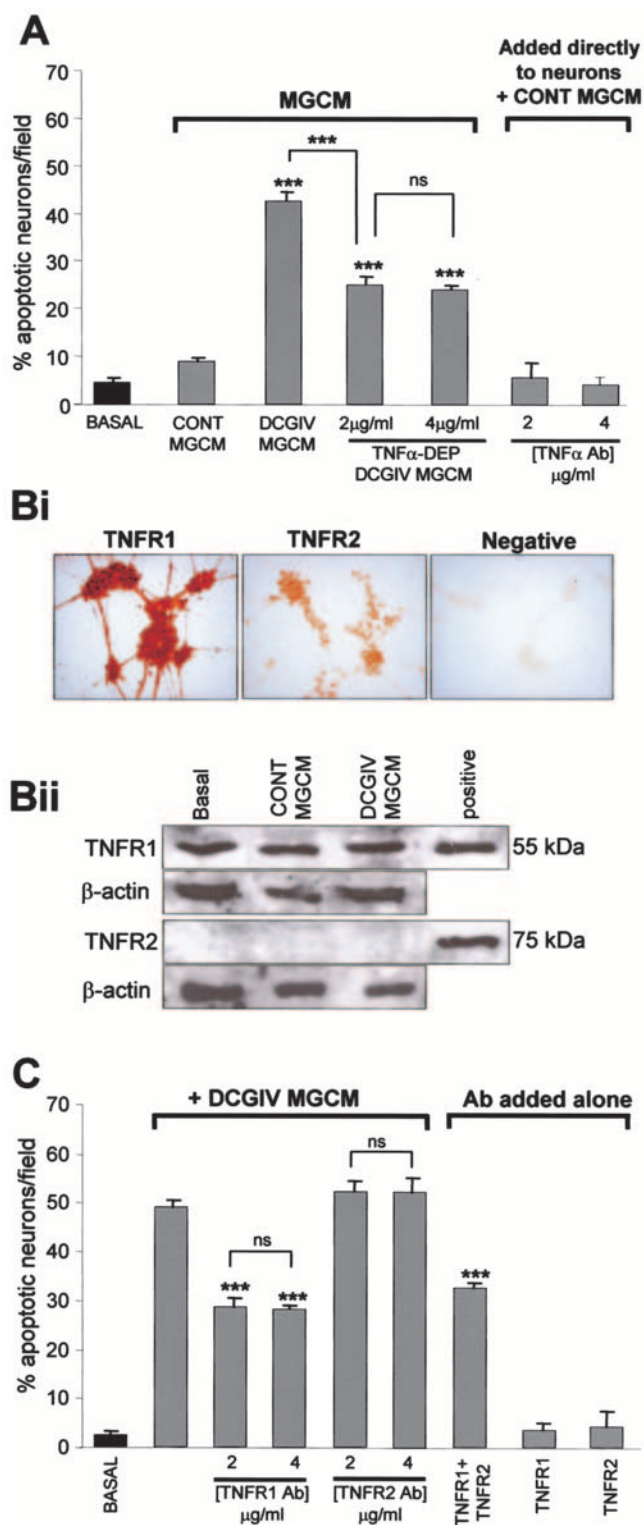 A
Added directly
to neurons
+ CONT MGCM
MGCM
***
ns
***
***
***
% apoptotic neurons/field
70
60
50
40
30
20
10
0
BASAL
CONT
MGCM
DCGIV
MGCM
2µg/ml
4µg/ml
TNFα-DEP
DCGIV MGCM
2
4
[TNFα Ab]
µg/ml
Bi
TNFR1
TNFR2
Negative
Bii
Basal
CONT
MGCM
DCGIV
MGCM
positive
TNFR1
55 kDa
β-actin
TNFR2
75 kDa
β-actin
C
+ DCGIV MGCM
Ab added alone
ns
ns
***
***
***
% apoptotic neurons/field
70
60
50
40
30
20
10
0
BASAL
2
4
[TNFR1 Ab]
µg/ml
2
4
[TNFR2 Ab]
µg/ml
TNFR1+
TNFR2
TNFR1
TNFR2